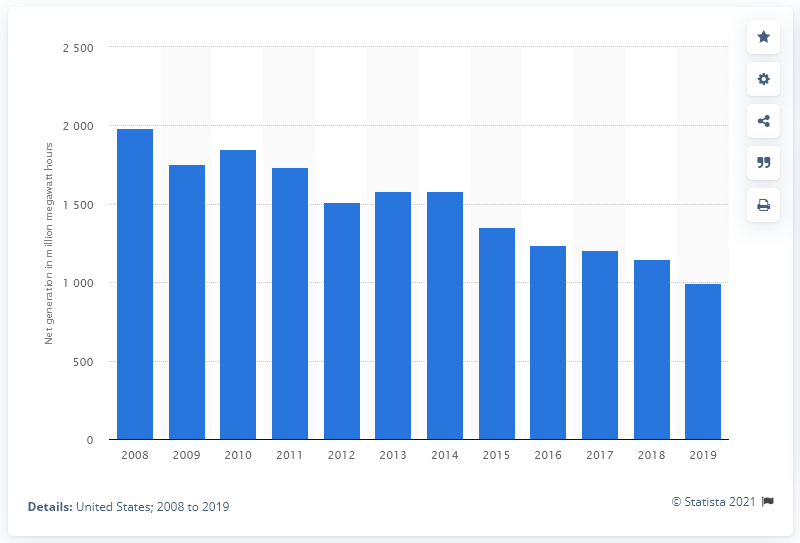 2 500
2 000
1 500
1 000
500
0
Net generation in million megawatt hours
2008 2009 2010 2011 2012 2013 2014 2015 2016 2017 2018 2019
Details: United States; 2008 to 2019
© Statista 2021